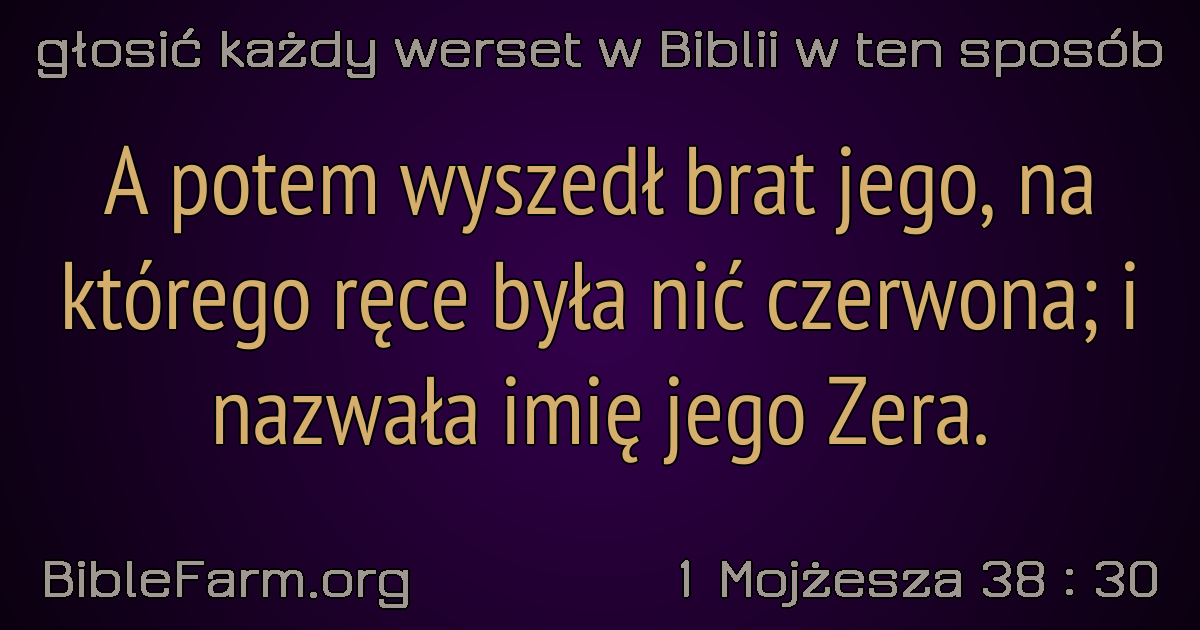 głosić każdy werset w Biblii w ten sposób
A potem wyszedł brat jego, na
którego ręce była nić czerwona; i
nazwała imię jego Zera.
BibleFarm.org
1 Mojżesza 38 : 30